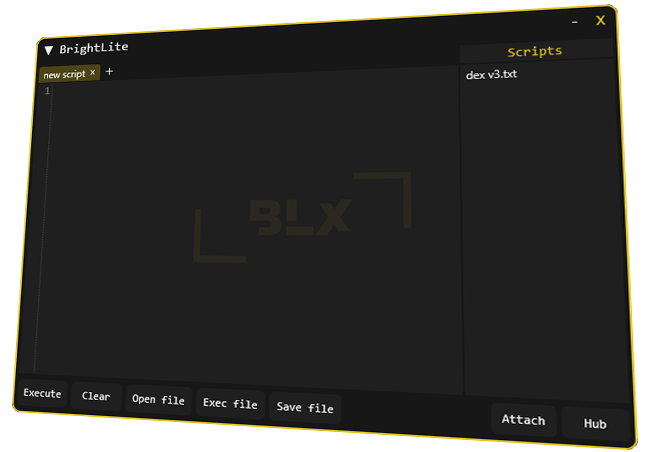 ▼ BrightLite
– X
new script × +
Scripts
1
dex v3.txt
BLX
Execute Clear Open file Exec file Save file Attach Hub